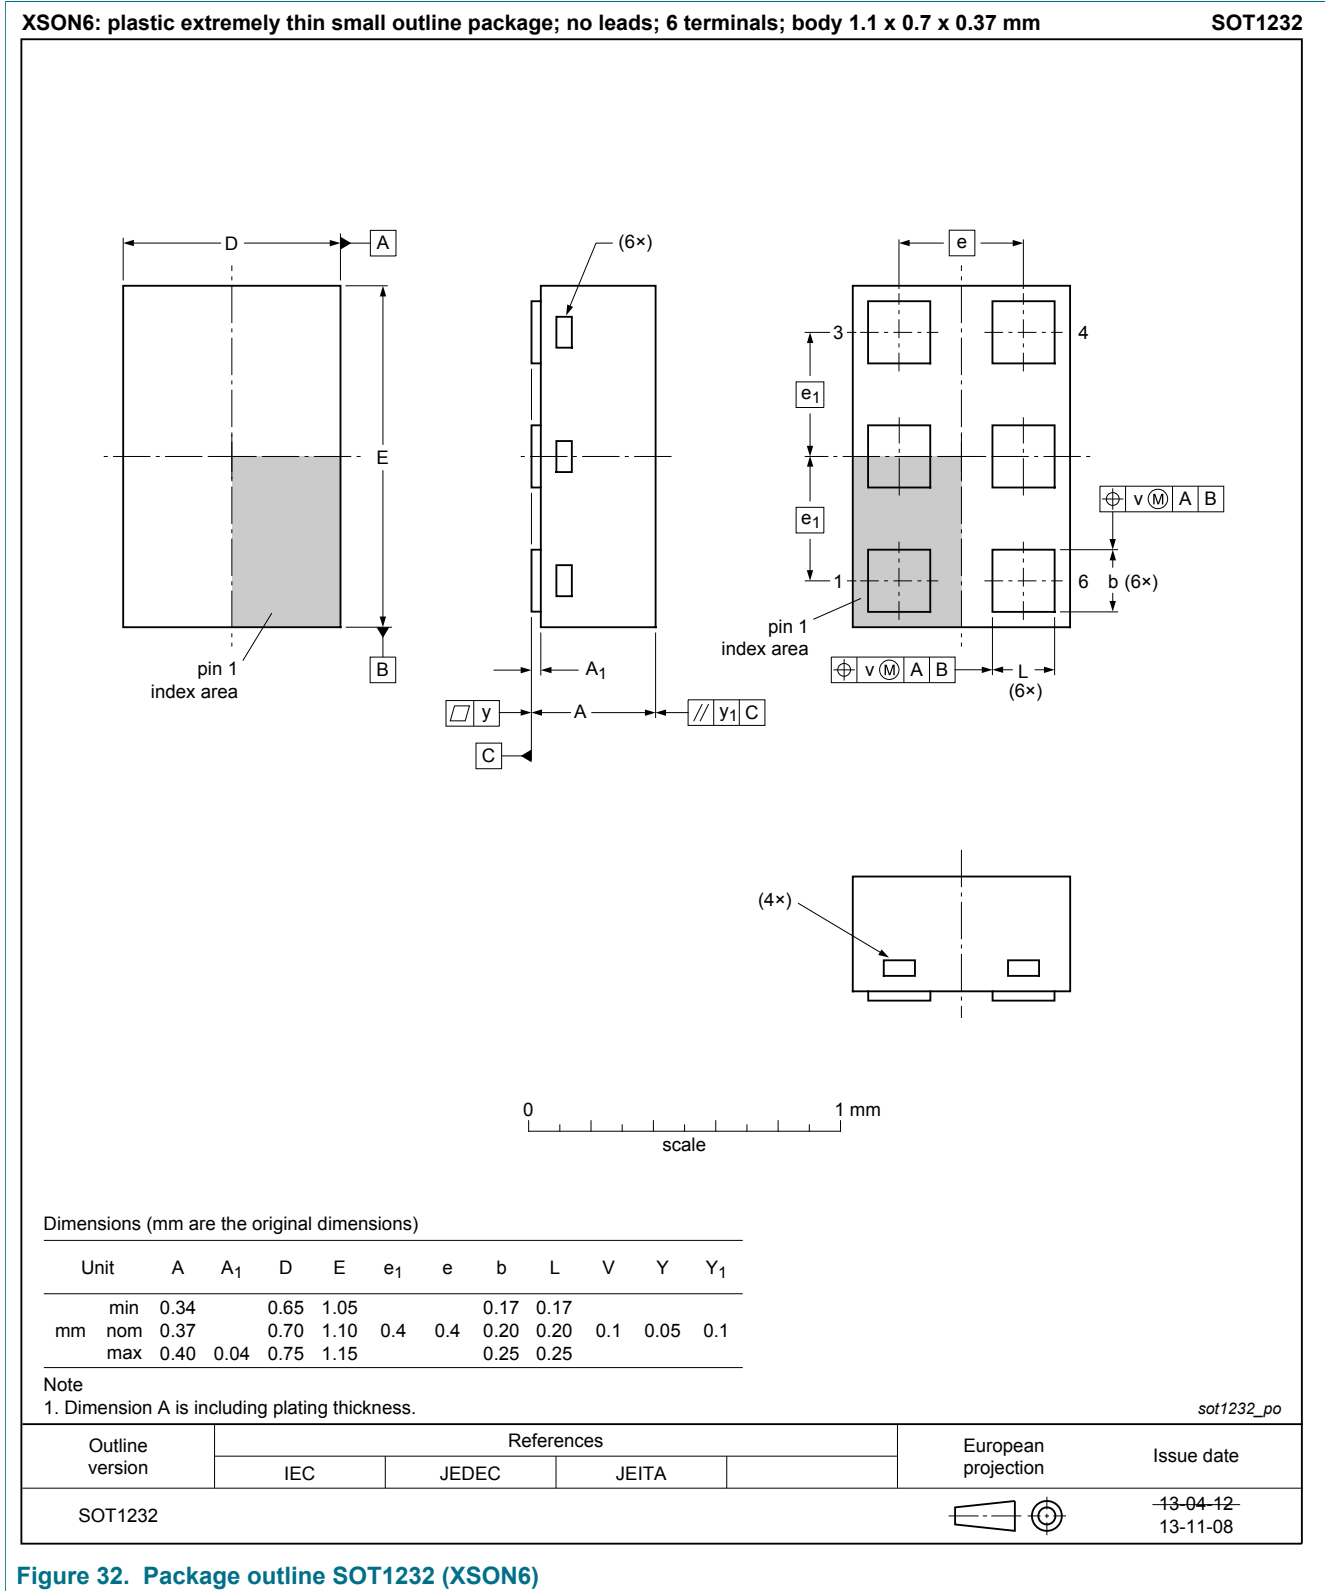 XSON6: plastic extremely thin small outline package; no leads; 6 terminals; body 1.1 x 0.7 x 0.37 mm SOT1232
D A (6×) e
3 4
e1
E
e1
v M A B
1 6 b (6×)
pin 1
index area
pin 1
index area
B A1 v M A B L
(6×)
y A // y1 C
C
(4×)
0 1 mm
scale
Dimensions (mm are the original dimensions)
Unit A A1 D E e1 e b L V Y Y1
min 0.34 0.65 1.05 0.17 0.17
mm nom 0.37 0.70 1.10 0.4 0.4 0.20 0.20 0.1 0.05 0.1
max 0.40 0.04 0.75 1.15 0.25 0.25
Note
1. Dimension A is including plating thickness.
sot1232_po
Outline
version
References
IEC JEDEC JEITA
European
projection
Issue date
SOT1232
13-04-12
13-11-08
Figure 32. Package outline SOT1232 (XSON6)